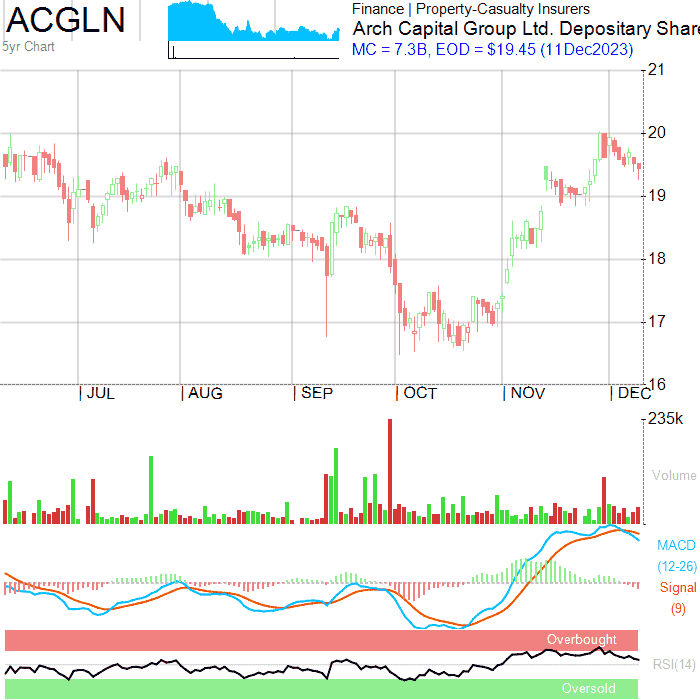 ACGLN
5yr Chart
Finance | Property-Casualty Insurers
Arch Capital Group Ltd. Depositary Share
MC = 7.3B, EOD = $19.45 (11Dec2023)
21
20
19
18
17
16
JUL AUG SEP OCT NOV DEC
235k
Volume
MACD
(12-26)
Signal
(9)
Overbought
RSI(14)
Oversold